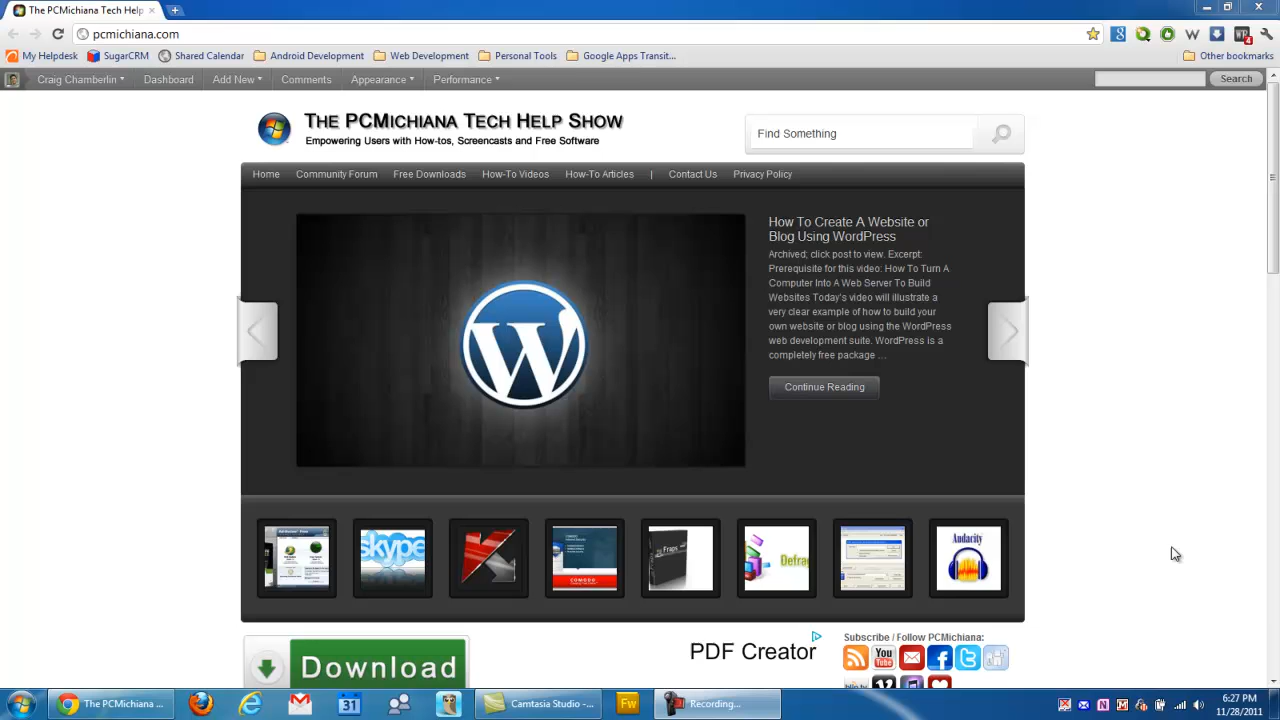 The PCMichiana Tech Help
pcmichiana.com
My Helpdesk SugarCRM Shared Calendar Android Development Web Development Personal Tools Google Apps Transit... Other bookmarks
Craig Chamberlin Dashboard Add New Comments Appearance Performance Search
The PCMichiana Tech Help Show
Empowering Users with How-tos, Screencasts and Free Software
Find Something
Home Community Forum Free Downloads How-To Videos How-To Articles | Contact Us Privacy Policy
How To Create A Website or
Blog Using WordPress
Archived; click post to view. Excerpt:
Prerequisite for this video: How To Turn A
Computer Into A Web Server To Build
Websites Today's video will illustrate a
very clear example of how to build your
own website or blog using the WordPress
web development suite. WordPress is a
completely free package ...
Continue Reading
skype
COMODO
Fraps
Defrag
Audacity
Download
PDF Creator
Subscribe / Follow PCMichiana:
You
Tube
The PCMichiana ...
31
Camtasia Studio -...
Recording...
6:27 PM
11/28/2011